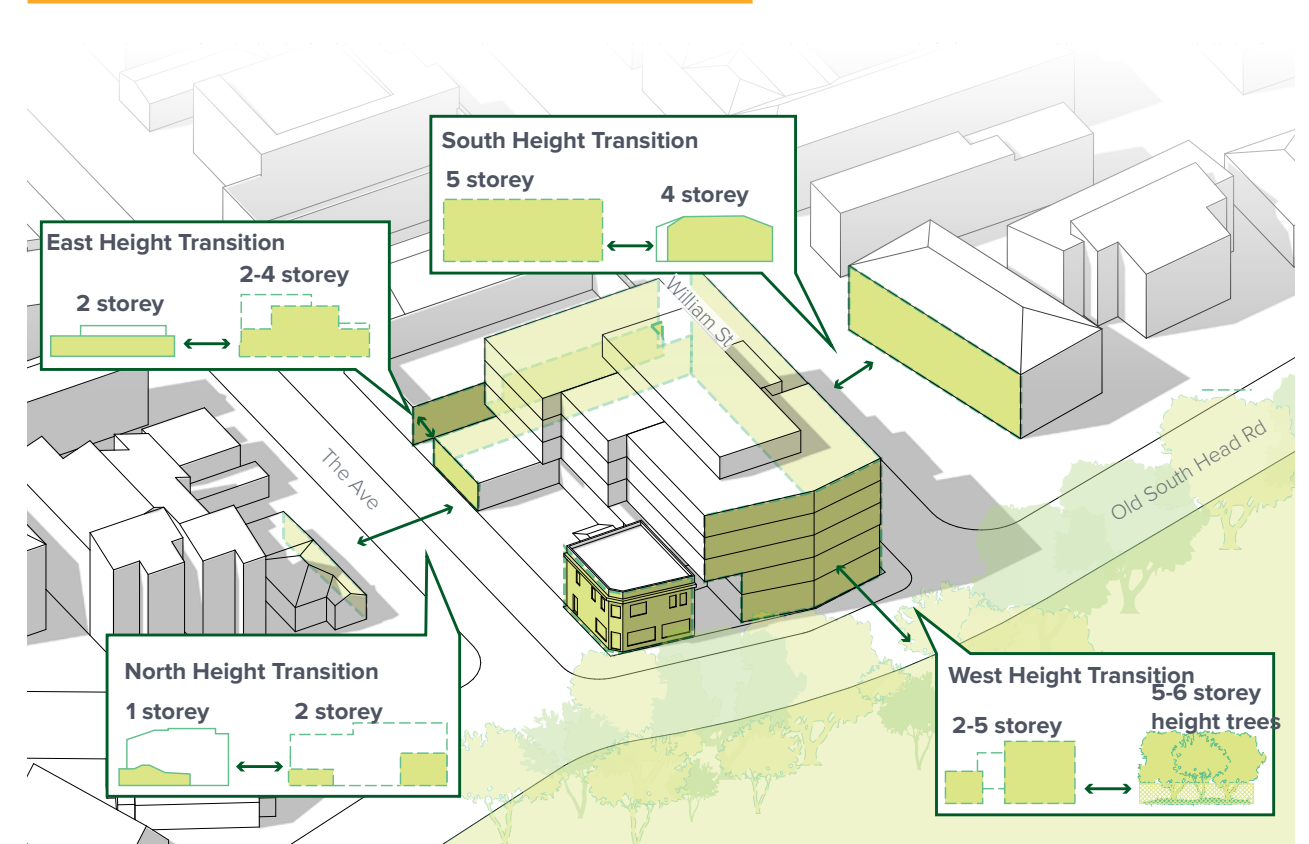 South Height Transition
5 storey
4 storey
East Height Transition
2-4 storey
2 storey
William St
The Ave
Old South Head Rd
North Height Transition
1 storey
2 storey
West Height Transition
5-6 storey
height trees
2-5 storey